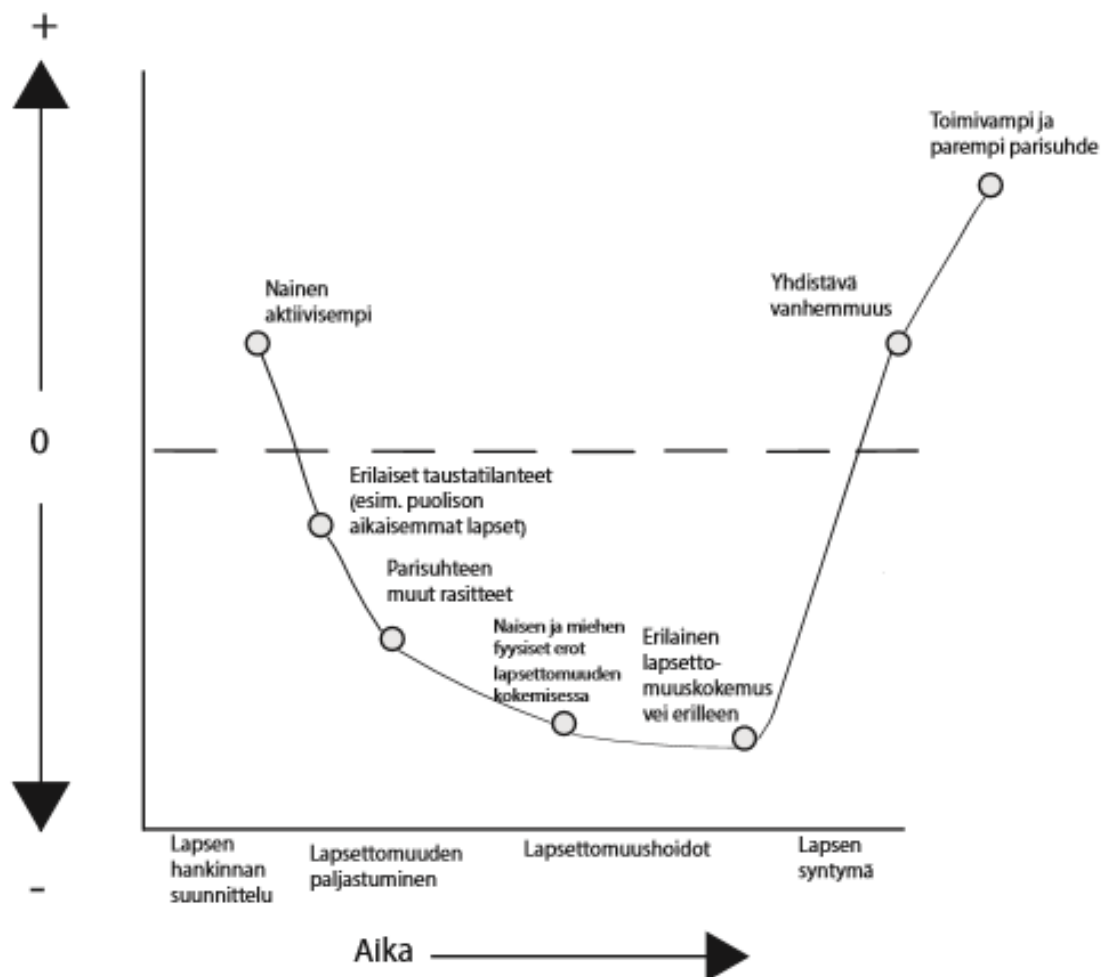 +
0
-
Nainen
aktiivisempi
Erilaiset taustatilanteet
(esim. puolison
aikaisemmat lapset)
Parisuhteen
muut rasitteet
Naisen ja miehen
fyysiset erot
lapsettomuuden
kokemisessa
Erilainen
lapsetto-
muuskokemus
vei erilleen
Yhdistävä
vanhemmuus
Toimivampi ja
parempi parisuhde
Lapsen
hankinnan
suunnittelu
Lapsettomuuden
paljastuminen
Lapsettomuushoidot
Lapsen
syntymä
Aika